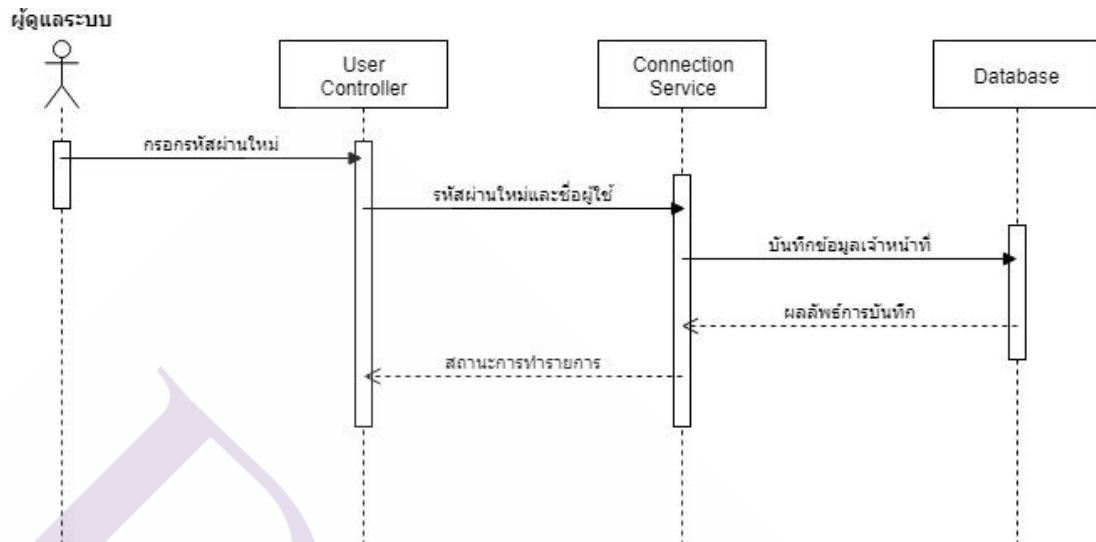 ผู้ดูแลระบบ
User
Controller
Connection
Service
Database
กรอกรหัสผ่านใหม่
รหัสผ่านใหม่และชื่อผู้ใช้
บันทึกข้อมูลเจ้าหน้าที่
ผลลัพธ์การบันทึก
สถานะการทำรายการ